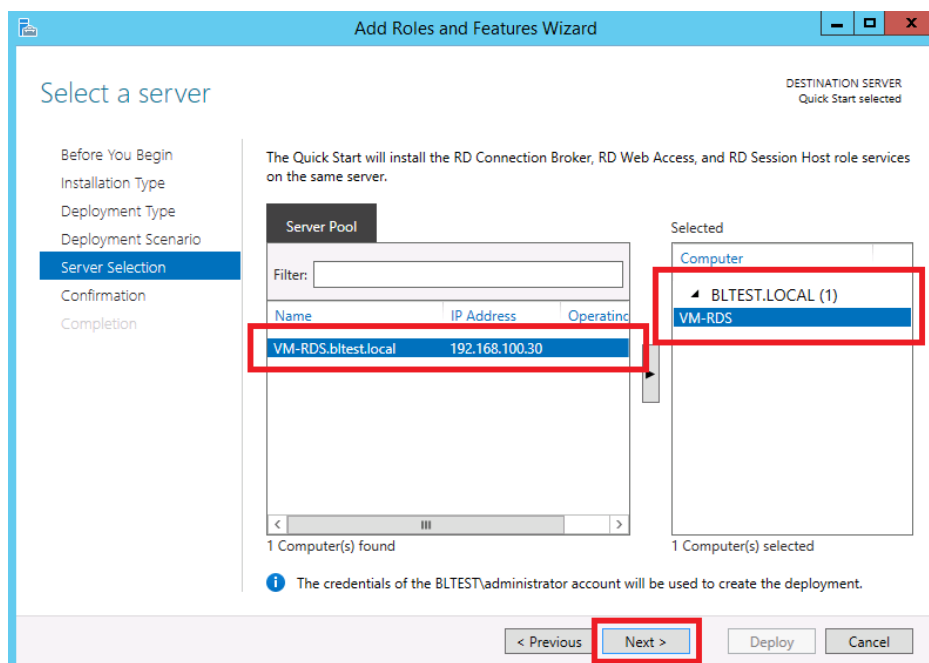 Add Roles and Features Wizard
Select a server
DESTINATION SERVER
Quick Start selected
Before You Begin
Installation Type
Deployment Type
Deployment Scenario
Server Selection
Confirmation
Completion
The Quick Start will install the RD Connection Broker, RD Web Access, and RD Session Host role services
on the same server.
Server Pool
Filter:
Name IP Address Operating
VM-RDS.bltest.local 192.168.100.30
1 Computer(s) found
Selected
Computer
BLTEST.LOCAL (1)
VM-RDS
1 Computer(s) selected
The credentials of the BLTEST\administrator account will be used to create the deployment.
< Previous
Next >
Deploy
Cancel